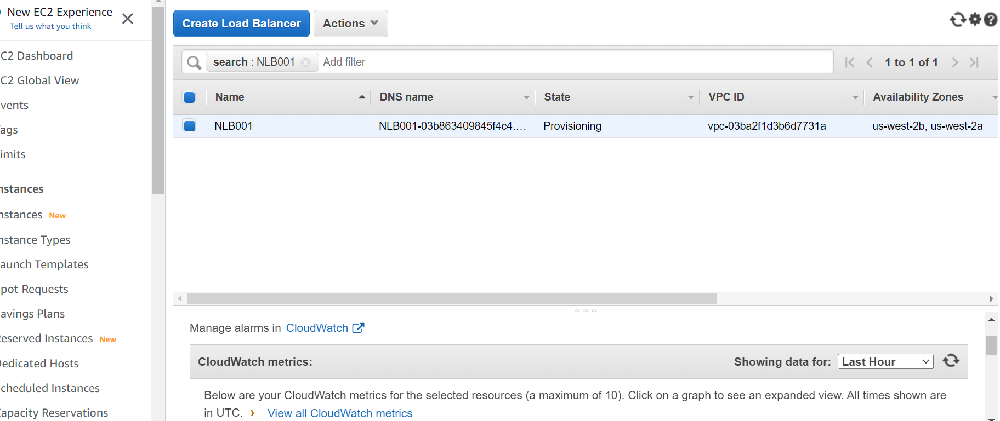 New EC2 Experience
Tell us what you think
C2 Dashboard
C2 Global View
vents
ags
imits
nstances
nstances New
nstance Types
aunch Templates
pot Requests
avings Plans
eserved Instances New
edicated Hosts
cheduled Instances
apacity Reservations
Create Load Balancer
Actions
search : NLB001
Add filter
1 to 1 of 1
Name DNS name State VPC ID Availability Zones
NLB001 NLB001-03b863409845f4c4.... Provisioning vpc-03ba2f1d3b6d7731a us-west-2b, us-west-2a
Manage alarms in CloudWatch
CloudWatch metrics:
Showing data for: Last Hour
Below are your CloudWatch metrics for the selected resources (a maximum of 10). Click on a graph to see an expanded view. All times shown are
in UTC. › View all CloudWatch metrics